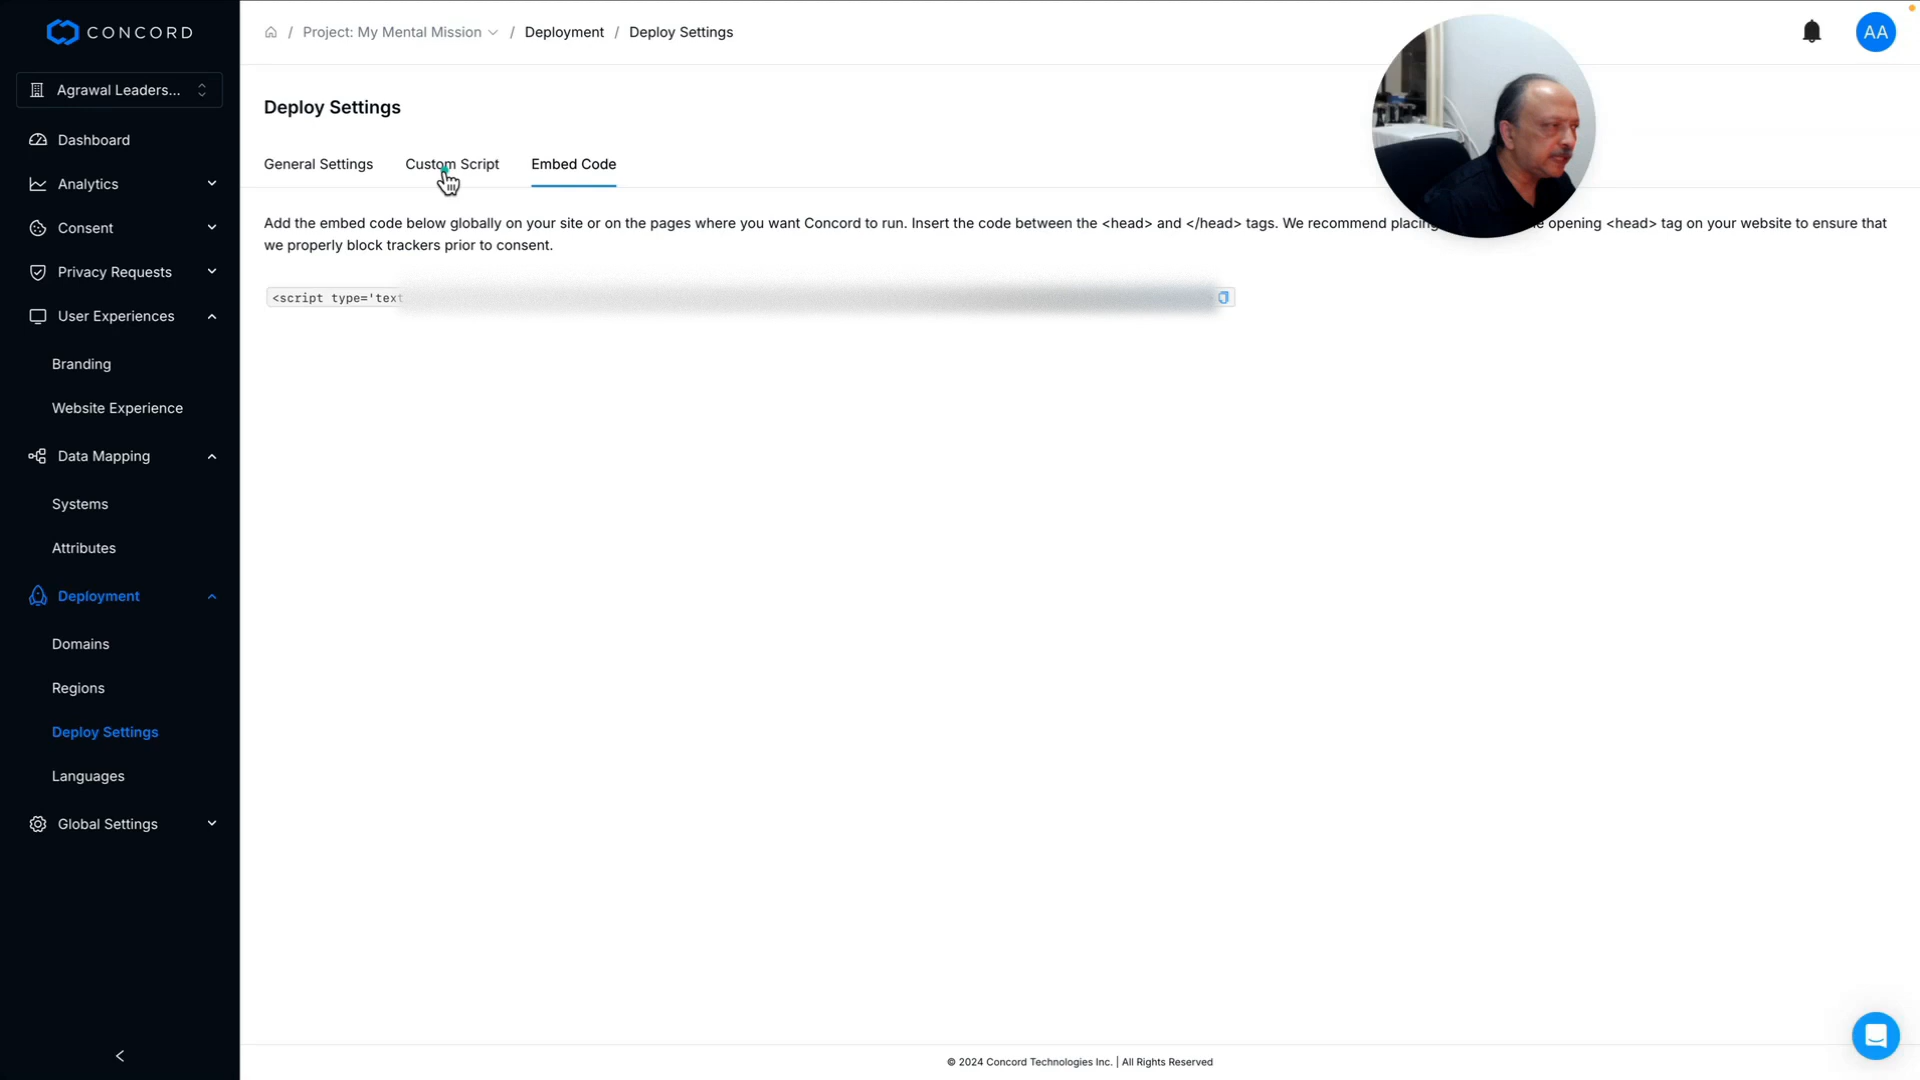 CONCORD
Agrawal Leaders...
Dashboard
Analytics
Consent
Privacy Requests
User Experiences
Branding
Website Experience
Data Mapping
Systems
Attributes
Deployment
Domains
Regions
Deploy Settings
Languages
Global Settings
/ Project: My Mental Mission / Deployment / Deploy Settings
AA
Deploy Settings
General Settings
Custom Script
Embed Code
Add the embed code below globally on your site or on the pages where you want Concord to run. Insert the code between the <head> and </head> tags. We recommend placing opening <head> tag on your website to ensure that
we properly block trackers prior to consent.
<script type='text
© 2024 Concord Technologies Inc. | All Rights Reserved